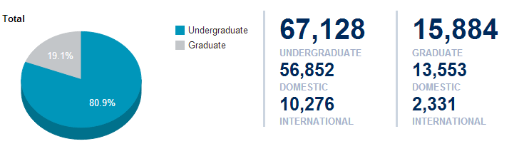 Total
Undergraduate
Graduate
19.1%
80.9%
67,128
UNDERGRADUATE
56,852
DOMESTIC
10,276
INTERNATIONAL
15,884
GRADUATE
13,553
DOMESTIC
2,331
INTERNATIONAL